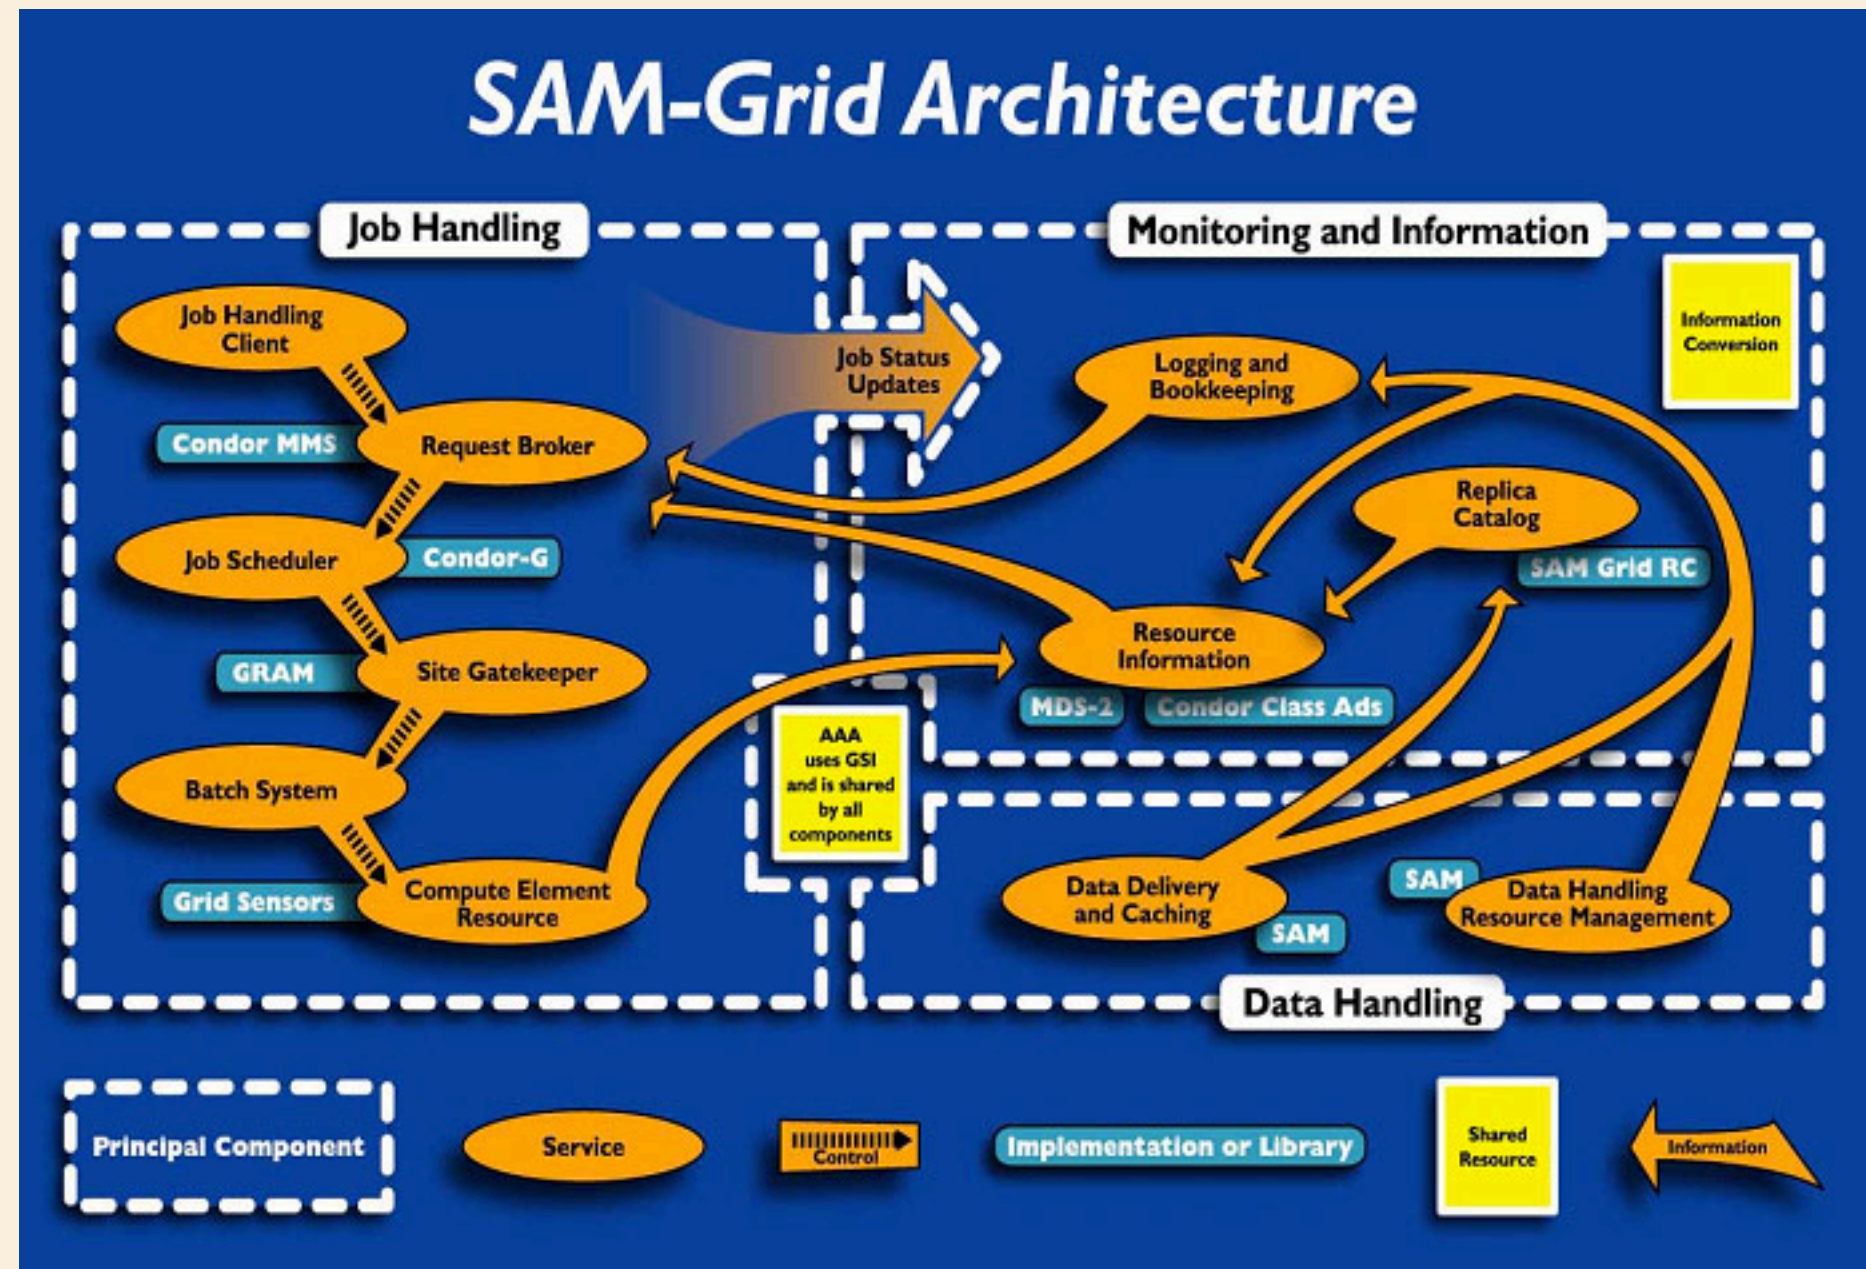 SAM-Grid Architecture
Job Handling
Job Handling
Client
Condor MMS
Request Broker
Job Scheduler
Condor-G
GRAM
Site Gatekeeper
Batch System
Grid Sensors
Compute Element
Resource
Job Status
Updates
Monitoring and Information
Information
Conversion
Logging and
Bookkeeping
Replica
Catalog
SAM Grid RC
Resource
Information
MDS-2
Condor Class Ads
AAA
uses GSI
and is shared
by all
components
Data Delivery
and Caching
SAM
SAM
Data Handling
Resource Management
Data Handling
Principal Component
Service
Control
Implementation or Library
Shared
Resource
Information